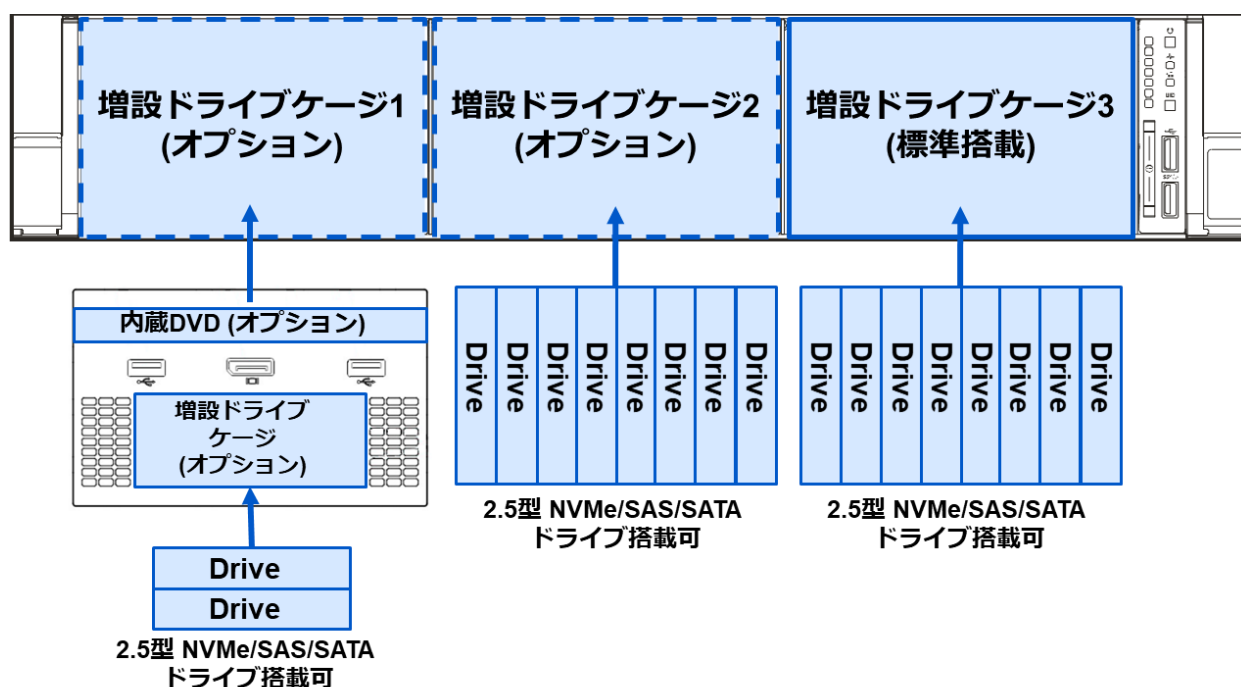 増設ドライブケージ1
(オプション)
増設ドライブケージ2
(オプション)
増設ドライブケージ3
(標準搭載)
内蔵DVD (オプション)
増設ドライブ
ケージ
(オプション)
Drive
Drive
2.5型 NVMe/SAS/SATA
ドライブ搭載可
Drive
Drive
Drive
Drive
Drive
Drive
Drive
Drive
2.5型 NVMe/SAS/SATA
ドライブ搭載可
Drive
Drive
Drive
Drive
Drive
Drive
Drive
Drive
2.5型 NVMe/SAS/SATA
ドライブ搭載可